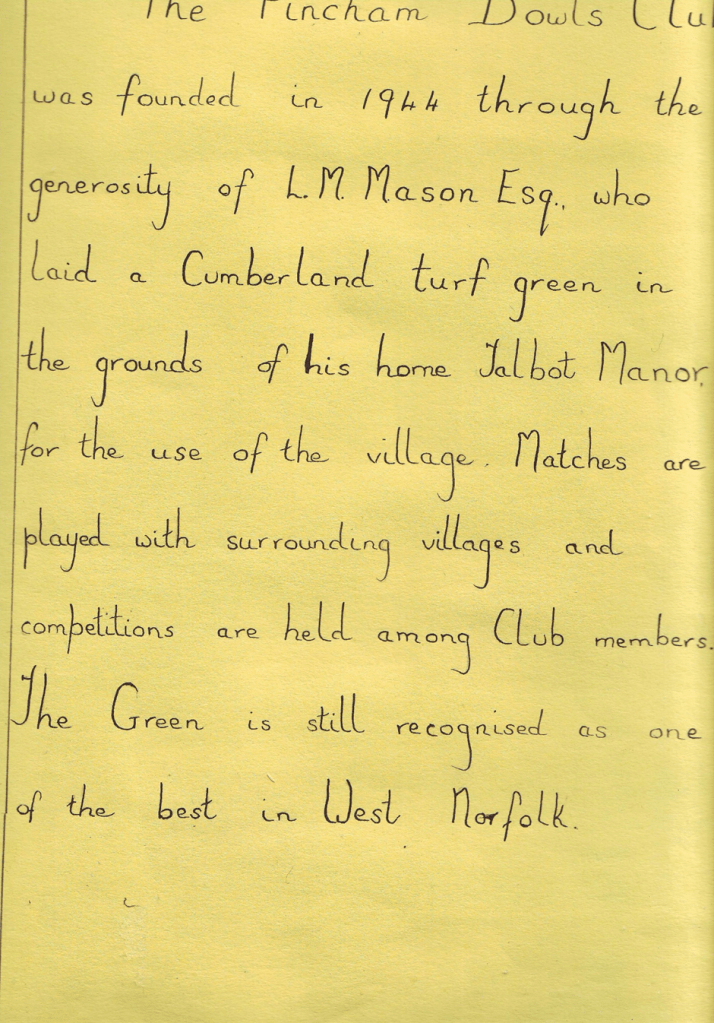 The Fincham Bowls Club
was founded in 1944 through the
generosity of L.M. Mason Esq., who
laid a Cumberland turf green in
the grounds of his home Talbot Manor,
for the use of the village. Matches are
played with surrounding villages and
competitions are held among Club members.
The Green is still recognised as one
of the best in West Norfolk.